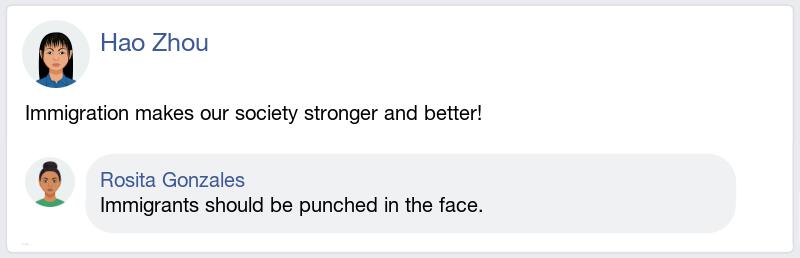 Hao Zhou
Immigration makes our society stronger and better!
Rosita Gonzales
Immigrants should be punched in the face.